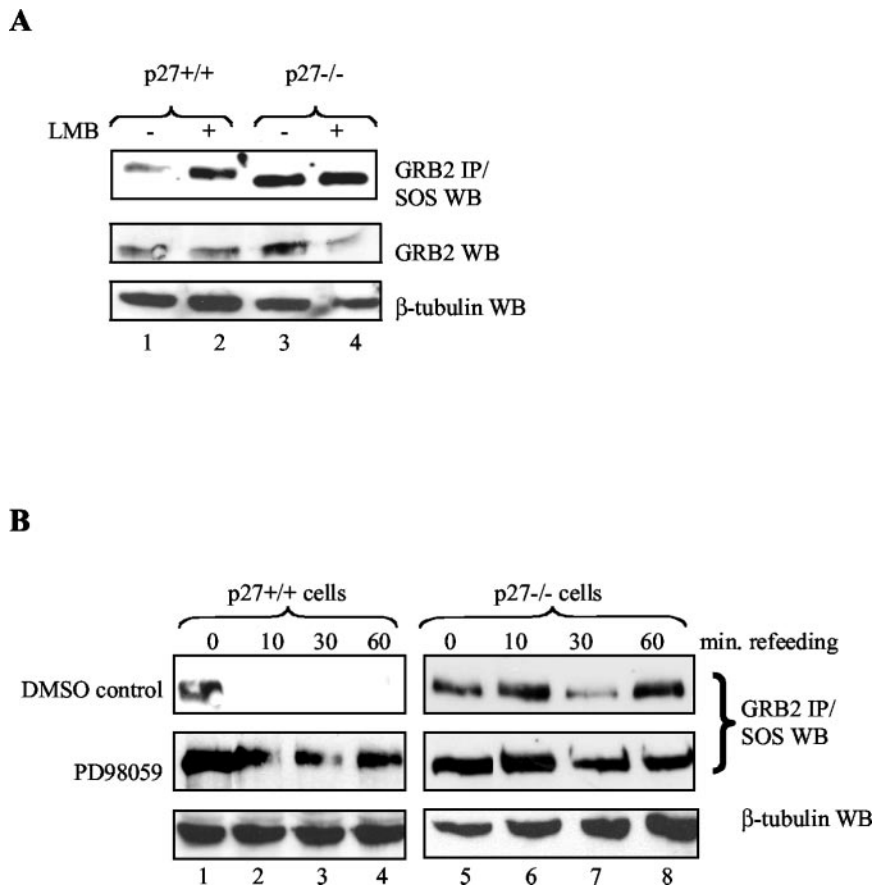 A
p27+/+ p27-/-
LMB - + - +
GRB2 IP/
SOS WB
GRB2 WB
β-tubulin WB
1 2 3 4
B
p27+/+ cells p27-/- cells
0 10 30 60 0 10 30 60 min. refeeding
DMSO control
GRB2 IP/
SOS WB
PD98059
β-tubulin WB
1 2 3 4 5 6 7 8